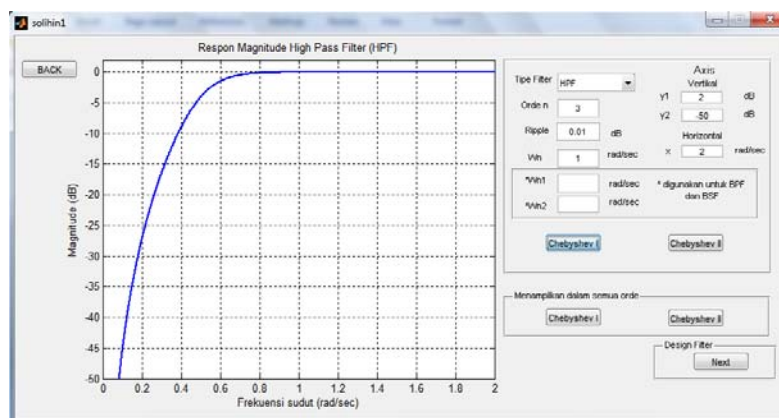 solihin1
Respon Magnitude High Pass Filter (HPF)
BACK
0
-5
-10
-15
-20
-25
-30
-35
-40
-45
-50
Magnitude (dB)
0
0.2
0.4
0.6
0.8
1
1.2
1.4
1.6
1.8
2
Frekuensi sudut (rad/sec)
Tipe Filter
HPF
Orde n
3
Ripple
0.01
dB
Wn
1
rad/sec
Axis
Vertikal
y1
2
dB
y2
-50
dB
Horizontal
x
2
rad/sec
*Wn1
rad/sec
*Wn2
rad/sec
* digunakan untuk BPF
dan BSF
Chebyshev I
Chebyshev II
Menampilkan dalam semua orde
Chebyshev I
Chebyshev II
Design Filter
Next